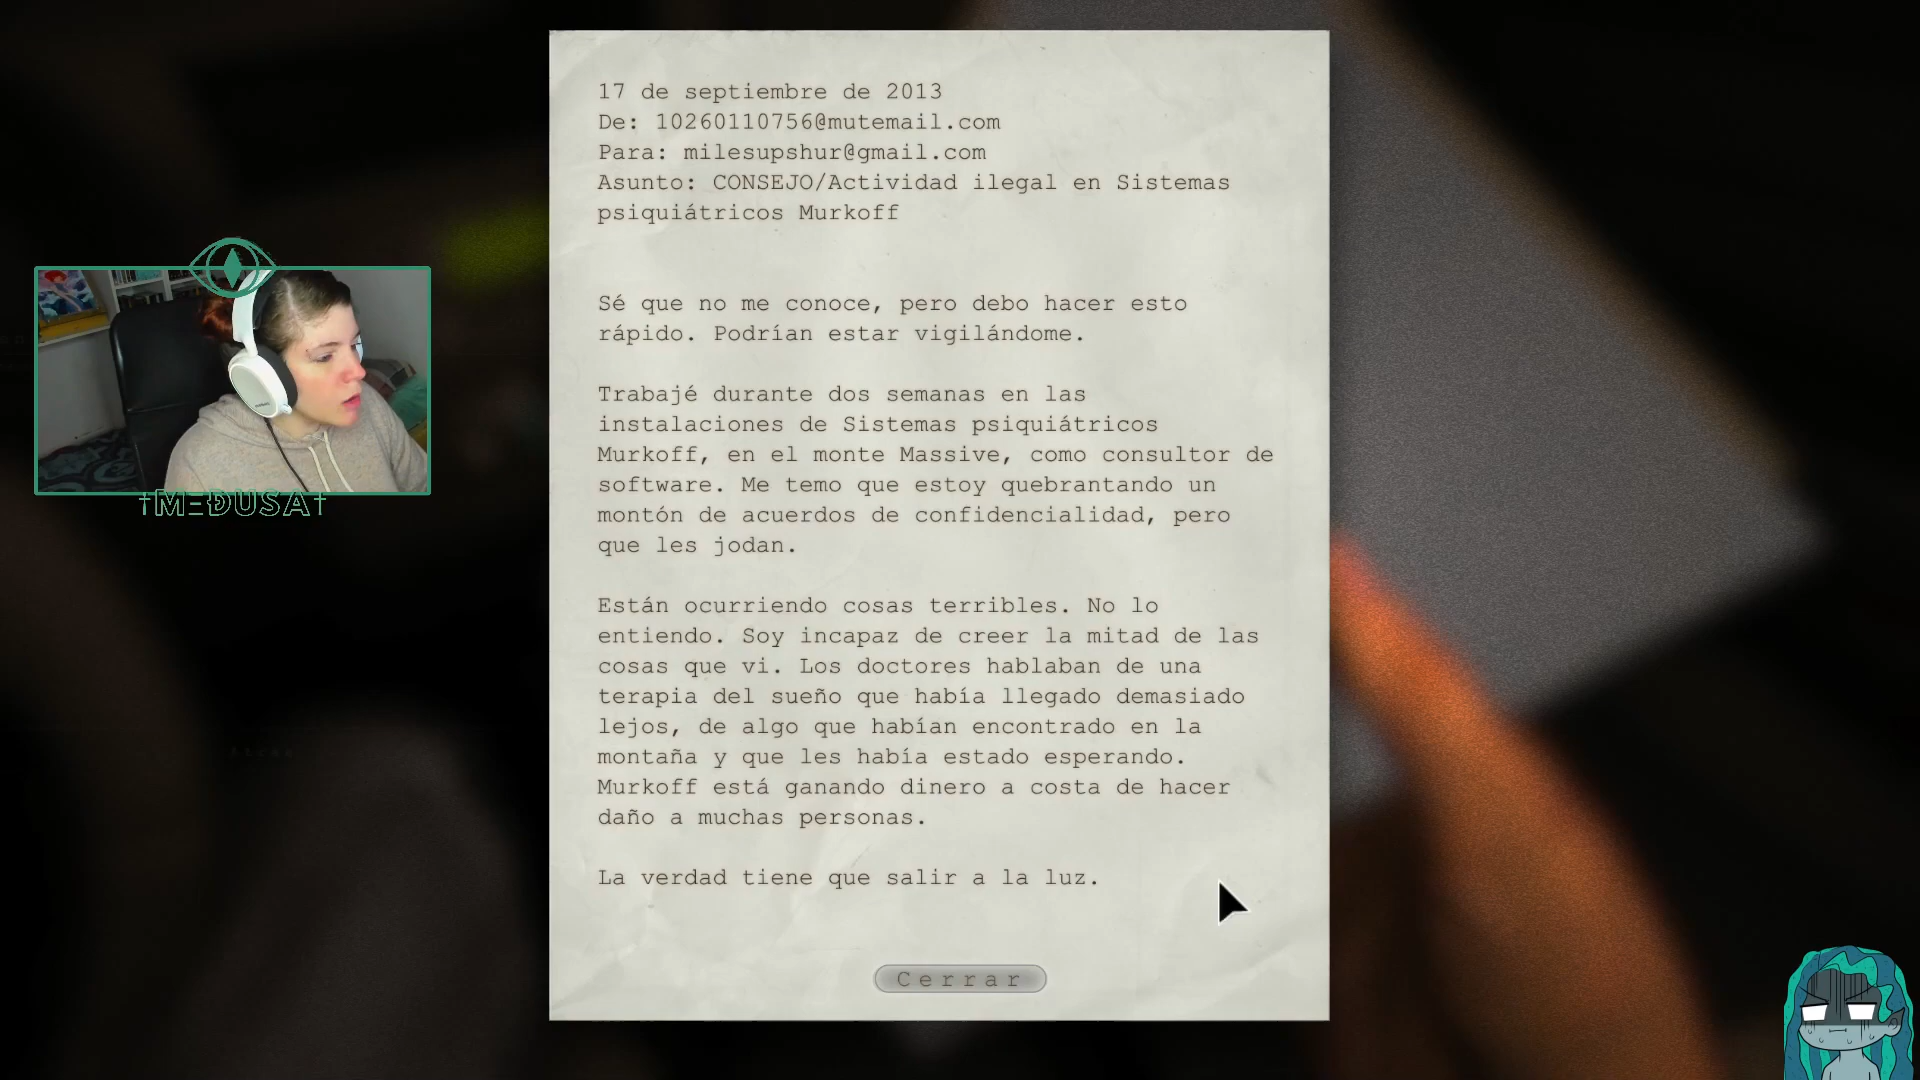 17 de septiembre de 2013
De: 10260110756@mutemail.com
Para: milesupshur@gmail.com
Asunto: CONSEJO/Actividad ilegal en Sistemas
psiquiátricos Murkoff
Sé que no me conoce, pero debo hacer esto
rápido. Podrían estar vigilándome.
Trabajé durante dos semanas en las
instalaciones de Sistemas psiquiátricos
Murkoff, en el monte Massive, como consultor de
software. Me temo que estoy quebrantando un
montón de acuerdos de confidencialidad, pero
que les jodan.
Están ocurriendo cosas terribles. No lo
entiendo. Soy incapaz de creer la mitad de las
cosas que vi. Los doctores hablaban de una
terapia del sueño que había llegado demasiado
lejos, de algo que habían encontrado en la
montaña y que les había estado esperando.
Murkoff está ganando dinero a costa de hacer
daño a muchas personas.
La verdad tiene que salir a la luz.
Cerrar
†MΞĐUSA†